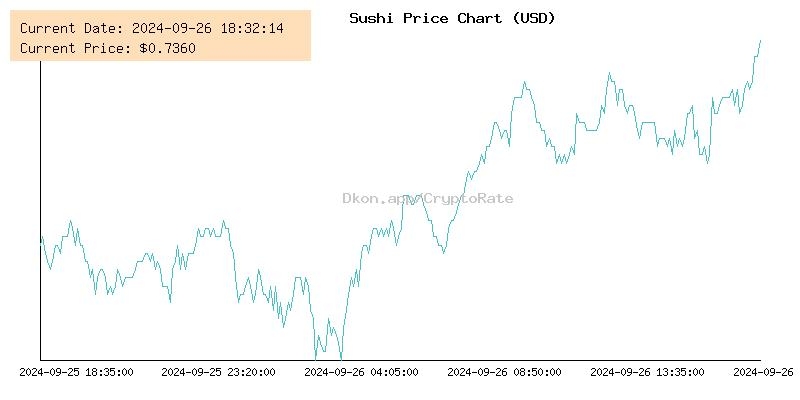 Sushi Price Chart (USD)
Current Date: 2024-09-26 18:32:14
Current Price: $0.7360
Dkon.app/CryptoRate
2024-09-25 18:35:00 2024-09-25 23:20:00 2024-09-26 04:05:00 2024-09-26 08:50:00 2024-09-26 13:35:00 2024-09-26